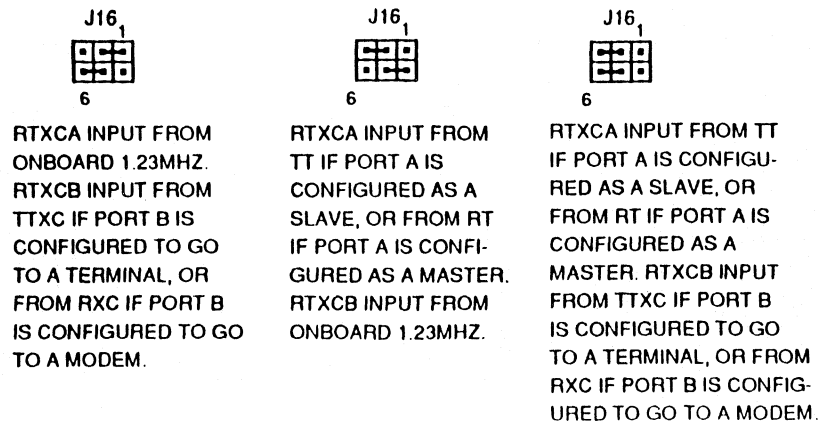 J16
1
6
RTXCA INPUT FROM
ONBOARD 1.23MHZ.
RTXCB INPUT FROM
TTXC IF PORT B IS
CONFIGURED TO GO
TO A TERMINAL, OR
FROM RXC IF PORT B
IS CONFIGURED TO GO
TO A MODEM.
J16
1
6
RTXCA INPUT FROM
TT IF PORT A IS
CONFIGURED AS A
SLAVE, OR FROM RT
IF PORT A IS CONFI-
GURED AS A MASTER.
RTXCB INPUT FROM
ONBOARD 1.23MHZ.
J16
1
6
RTXCA INPUT FROM TT
IF PORT A IS CONFIGU-
RED AS A SLAVE, OR
FROM RT IF PORT A IS
CONFIGURED AS A
MASTER. RTXCB INPUT
FROM TTXC IF PORT B
IS CONFIGURED TO GO
TO A TERMINAL, OR FROM
RXC IF PORT B IS CONFIG-
URED TO GO TO A MODEM.